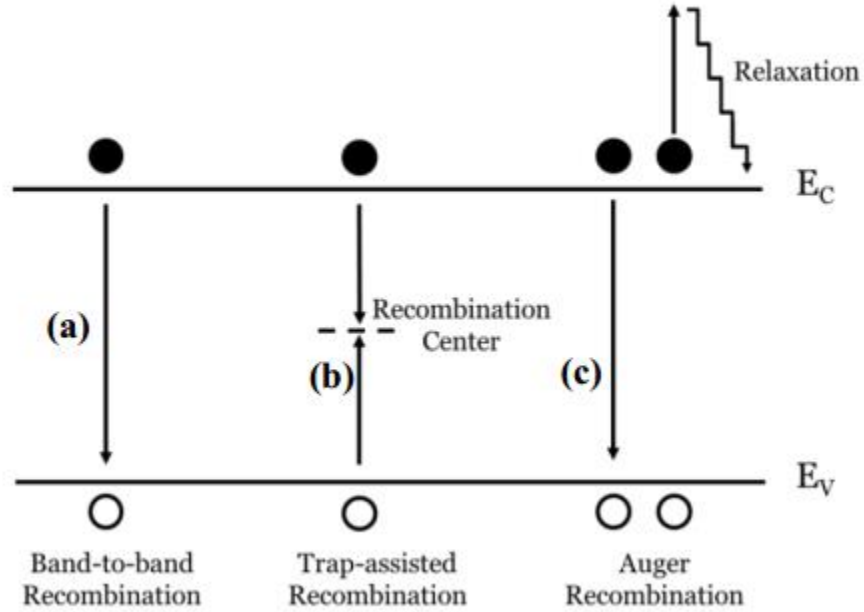 Relaxation
E_C
(a)
Recombination
Center
(b)
(c)
E_V
Band-to-band
Recombination
Trap-assisted
Recombination
Auger
Recombination